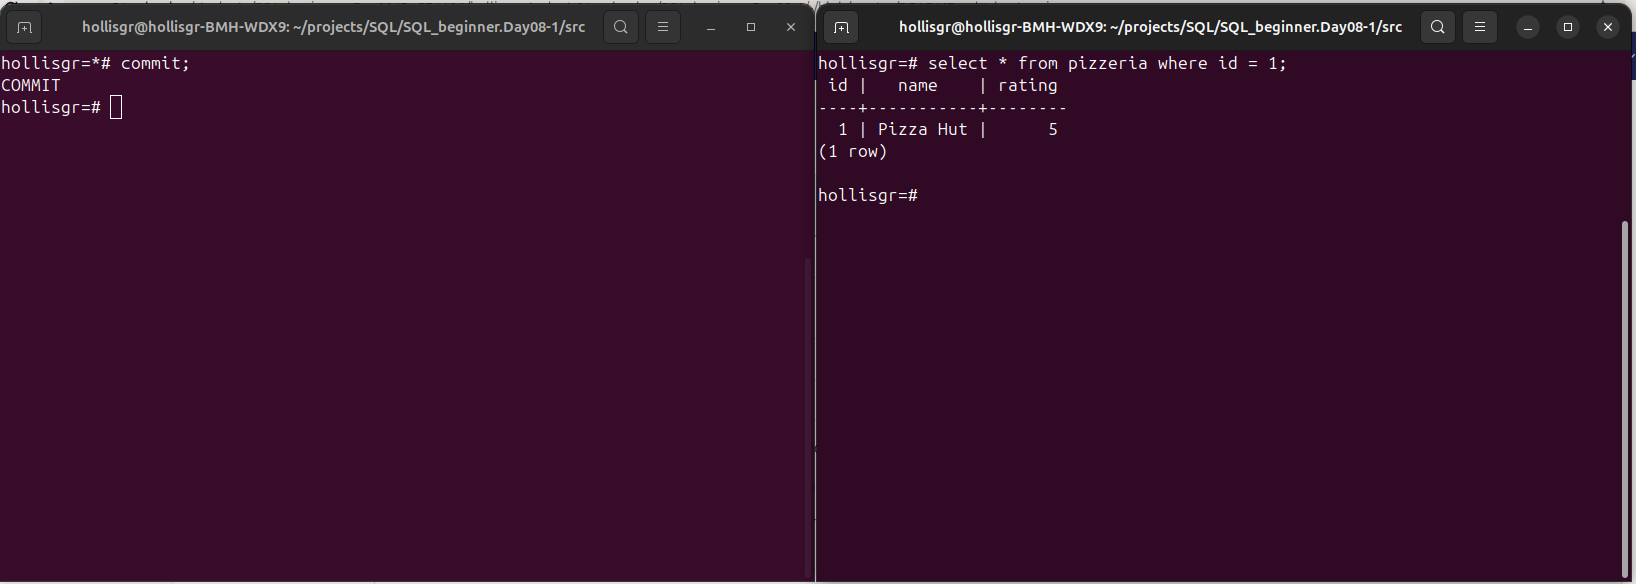 hollisgr@hollisgr-BMH-WDX9: ~/projects/SQL/SQL_beginner.Day08-1/src
hollisgr=*# commit;
COMMIT
hollisgr=#
hollisgr@hollisgr-BMH-WDX9: ~/projects/SQL/SQL_beginner.Day08-1/src
hollisgr=# select * from pizzeria where id = 1;
 id |   name    | rating
----+-----------+--------
  1 | Pizza Hut |      5
(1 row)
hollisgr=#